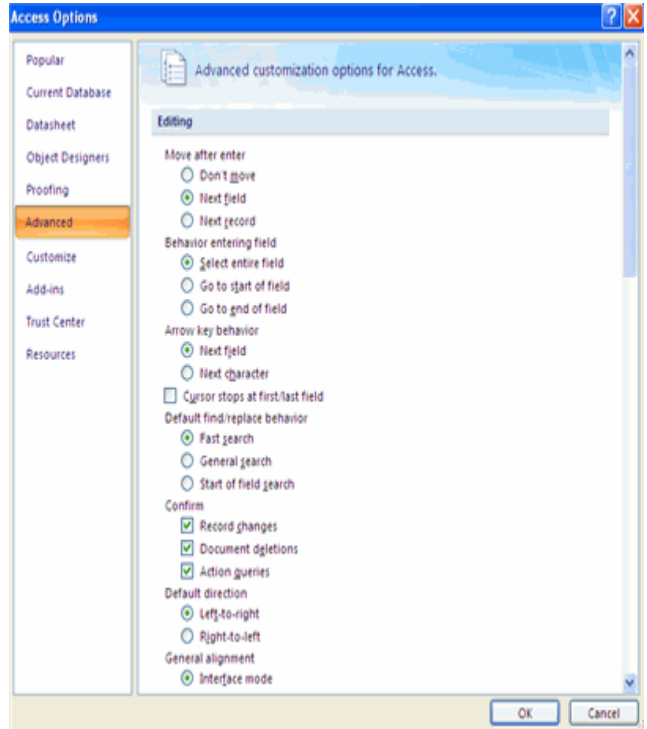 Access Options
Popular
Current Database
Datasheet
Object Designers
Proofing
Advanced
Customize
Add-ins
Trust Center
Resources
Advanced customization options for Access.
Editing
Move after enter
Don't move
Next field
Next record
Behavior entering field
Select entire field
Go to start of field
Go to end of field
Arrow key behavior
Next field
Next character
Cursor stops at first/last field
Default find/replace behavior
Fast search
General search
Start of field search
Confirm
Record changes
Document deletions
Action queries
Default direction
Left-to-right
Right-to-left
General alignment
Interface mode
OK Cancel